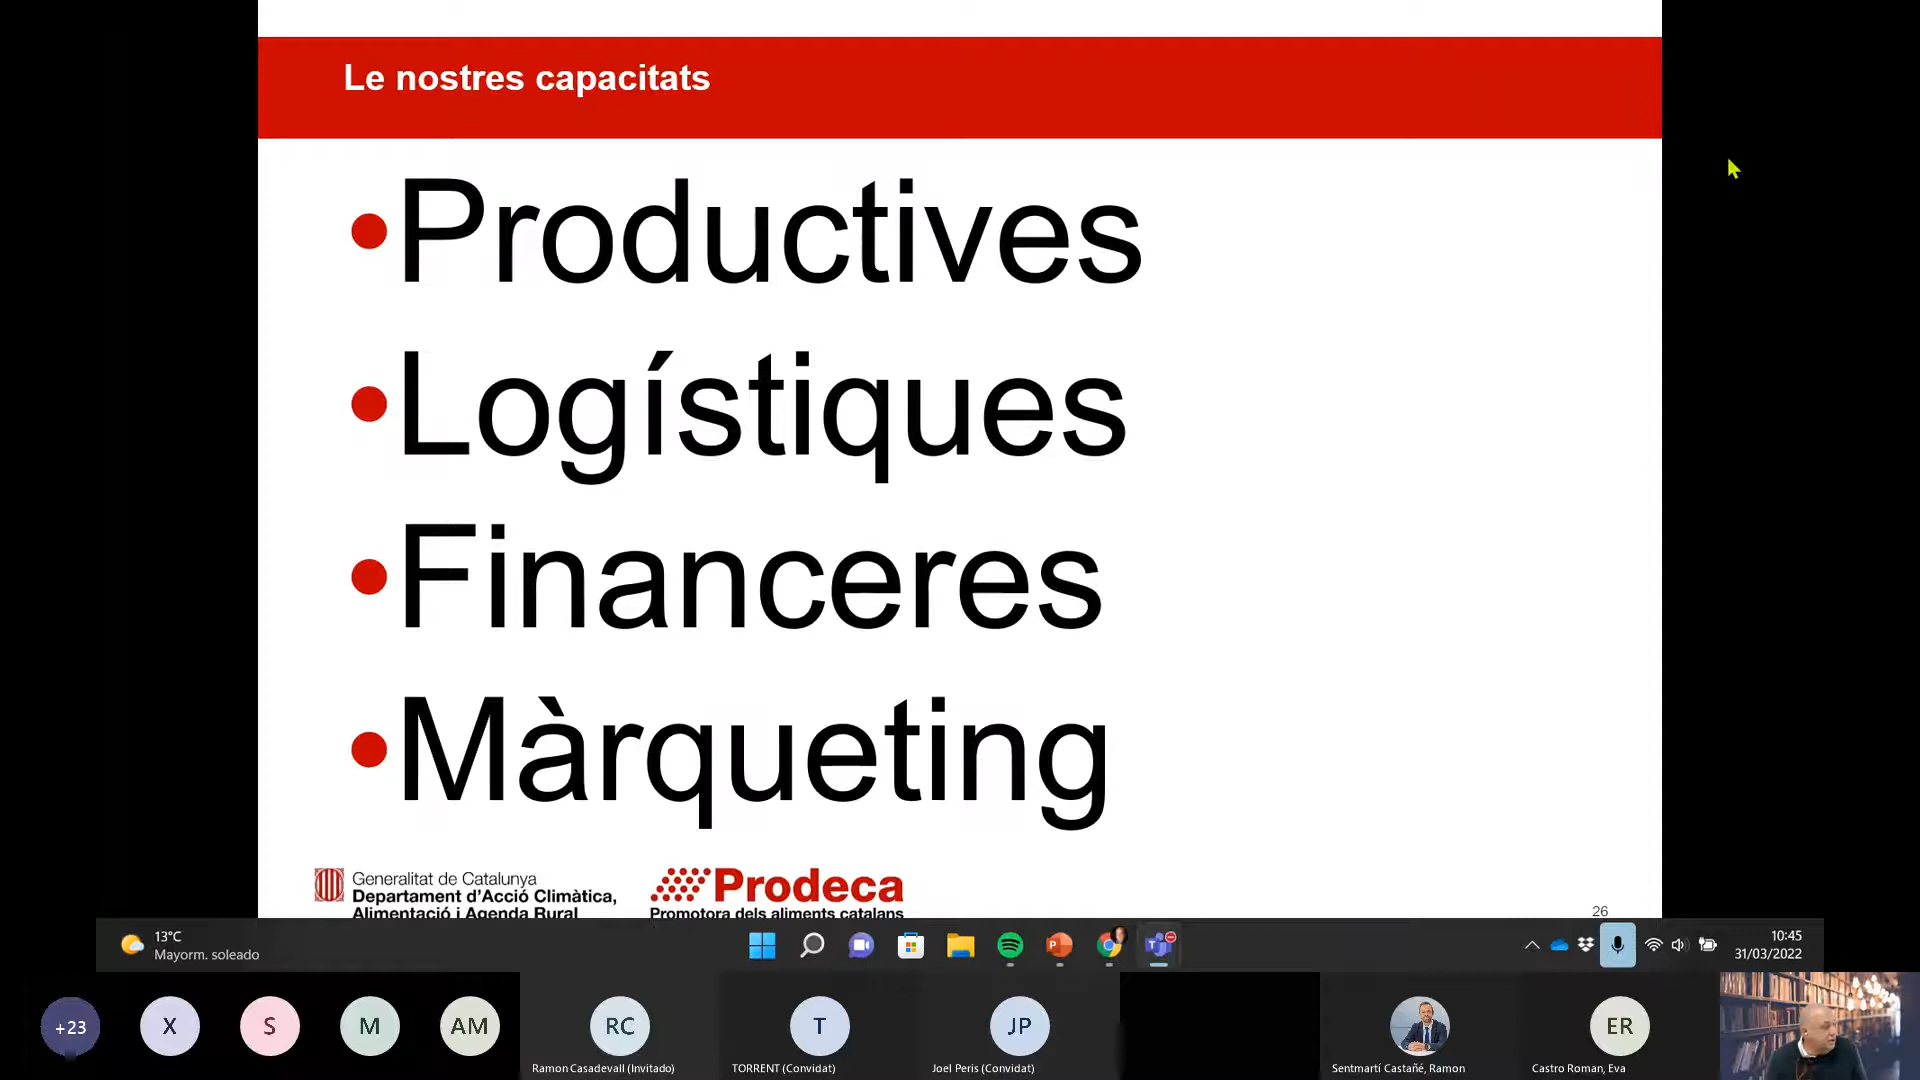 Le nostres capacitats
•Productives
•Logístiques
•Financeres
•Màrqueting
Generalitat de Catalunya
Departament d'Acció Climàtica,
Alimentació i Agenda Rural
Prodeca
Promotora dels aliments catalans
26
13°C
Mayorm. soleado
10:45
31/03/2022
+23
X
S
M
AM
RC
T
JP
ER
Ramon Casadevall (Invitado)
TORRENT (Convidat)
Joel Peris (Convidat)
Sentmartí Castañé, Ramon
Castro Roman, Eva